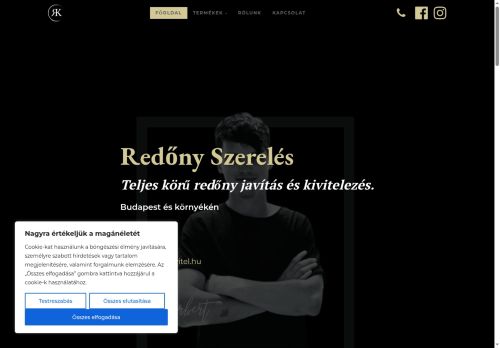 RK
FŐOLDAL
TERMÉKEK
RÓLUNK
KAPCSOLAT
Redőny Szerelés
Teljes körű redőny javítás és kivitelezés.
Budapest és környékén
vitel.hu
Nagyra értékeljük a magánéletét
Cookie-kat használunk a böngészési élmény javítására,
személyre szabott hirdetések vagy tartalom
megjelenítésére, valamint forgalmunk elemzésére. Az
„Összes elfogadása" gombra kattintva hozzájárul a
cookie-k használatához.
Testreszabás
Összes elutasítása
Összes elfogadása